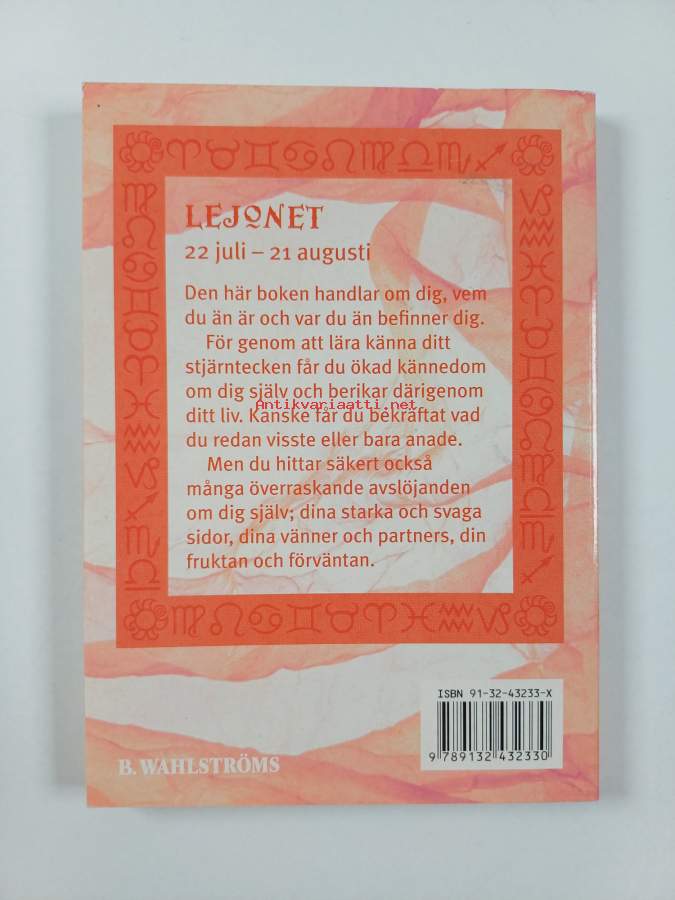 LEJONET
22 juli – 21 augusti
Den här boken handlar om dig, vem
du än är och var du än befinner dig.
För genom att lära känna ditt
stjärntecken får du ökad kännedom
om dig själv och berikar därigenom
Antikvariaatti.net
ditt liv. Kanske får du bekräftat vad
du redan visste eller bara anade.
Men du hittar säkert också
många överraskande avslöjanden
om dig själv; dina starka och svaga
sidor, dina vänner och partners, din
fruktan och förväntan.
ISBN 91-32-43233-X
9 789132 432330
B. WAHLSTRÖMS